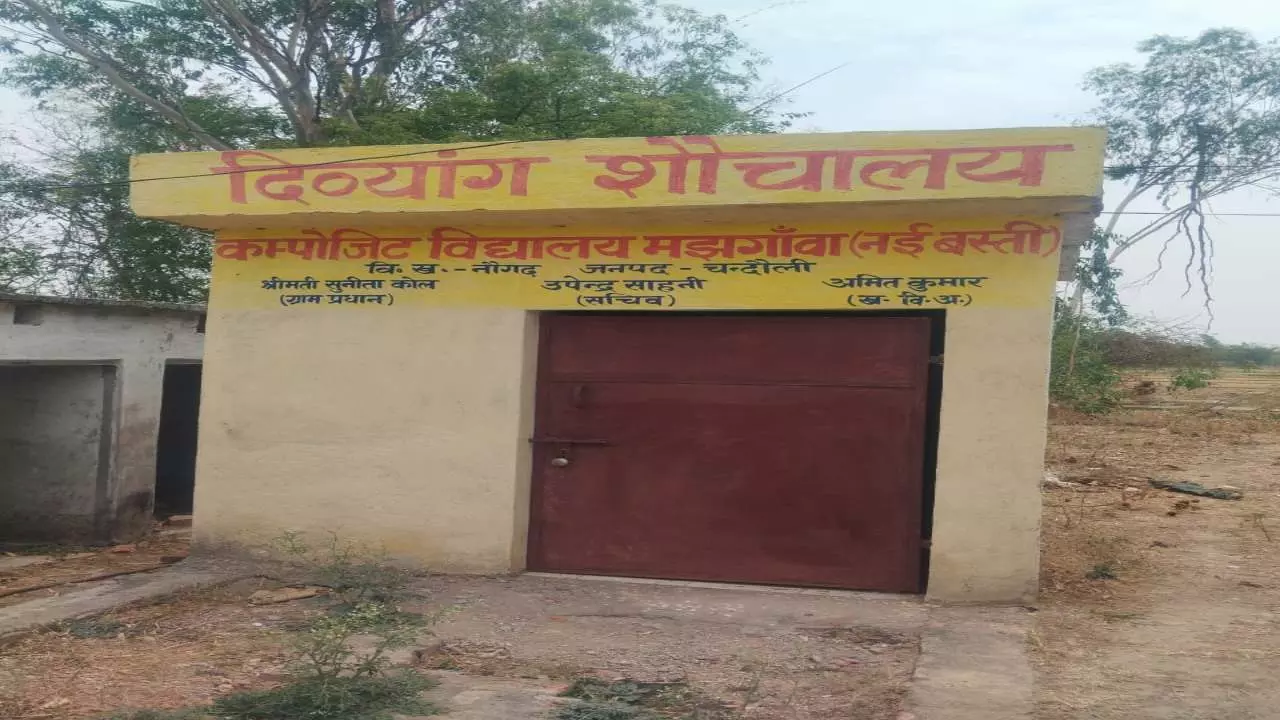 दिव्यांग शौचालय
कम्पोजिट विद्यालय मझगाँवा (नई बस्ती)
वि. ख. - नौगढ़ जनपद - चन्दौली
श्रीमती सुनीता कोल उपेन्द्र साहनी अमित कुमार
(ग्राम प्रधान) (सचिव) (ख. वि. अ.)